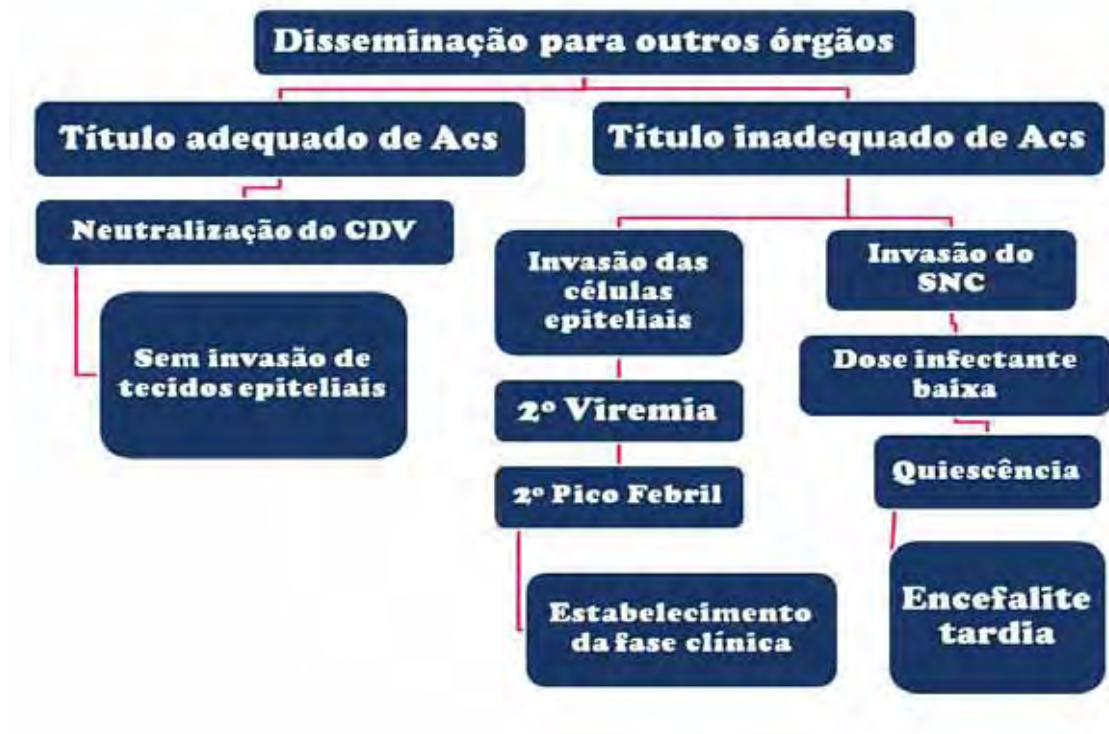 Disseminação para outros órgãos
Título adequado de Acs
Título inadequado de Acs
Neutralização do CDV
Sem invasão de
tecidos epiteliais
Invasão das
células
epiteliais
2º Viremia
2º Pico Febril
Estabelecimento
da fase clínica
Invasão do
SNC
Dose infectante
baixa
Quiescência
Encefalite
tardia